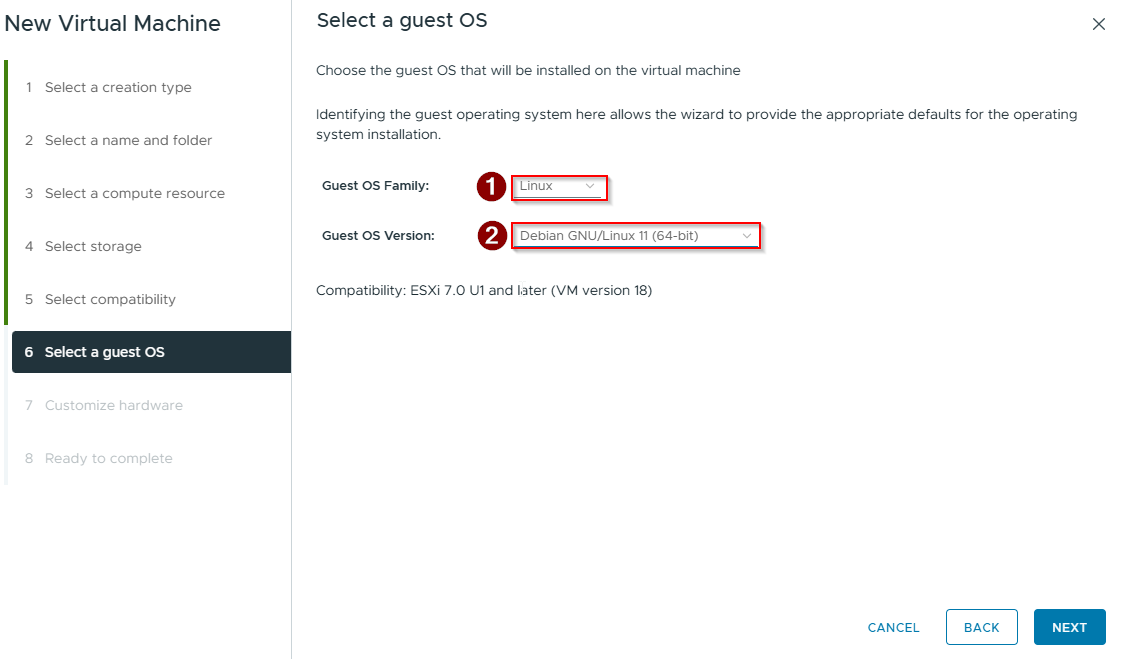 New Virtual Machine
1 Select a creation type
2 Select a name and folder
3 Select a compute resource
4 Select storage
5 Select compatibility
6 Select a guest OS
7 Customize hardware
8 Ready to complete
Select a guest OS
Choose the guest OS that will be installed on the virtual machine
Identifying the guest operating system here allows the wizard to provide the appropriate defaults for the operating
system installation.
Guest OS Family: 1 Linux
Guest OS Version: 2 Debian GNU/Linux 11 (64-bit)
Compatibility: ESXi 7.0 U1 and later (VM version 18)
CANCEL BACK NEXT